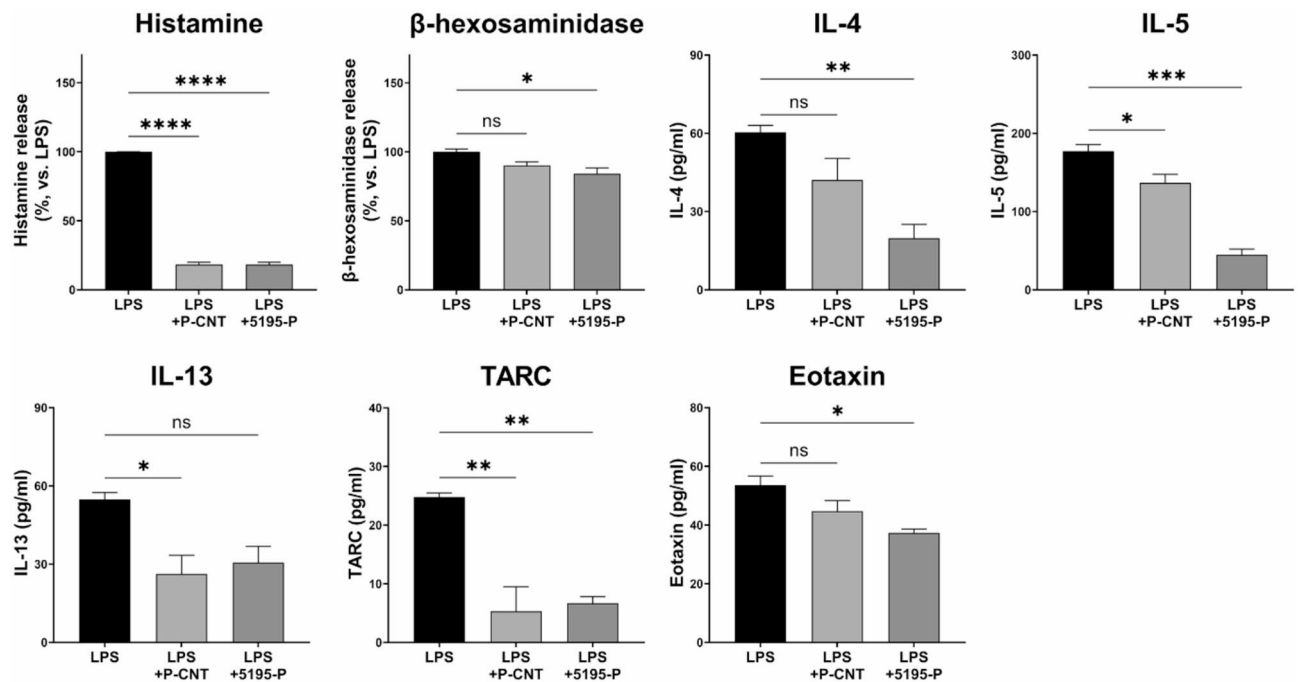 Histamine
Histamine release
(%, vs. LPS)
150
100
50
0
****
****
LPS
LPS
+P-CNT
LPS
+5195-P
β-hexosaminidase
β-hexosaminidase release
(%, vs. LPS)
150
100
50
0
*
ns
LPS
LPS
+P-CNT
LPS
+5195-P
IL-4
IL-4 (pg/ml)
90
60
30
0
**
ns
LPS
LPS
+P-CNT
LPS
+5195-P
IL-5
IL-5 (pg/ml)
300
200
100
0
***
*
LPS
LPS
+P-CNT
LPS
+5195-P
IL-13
IL-13 (pg/ml)
90
60
30
0
ns
*
LPS
LPS
+P-CNT
LPS
+5195-P
TARC
TARC (pg/ml)
40
30
20
10
0
**
**
LPS
LPS
+P-CNT
LPS
+5195-P
Eotaxin
Eotaxin (pg/ml)
80
60
40
20
0
*
ns
LPS
LPS
+P-CNT
LPS
+5195-P